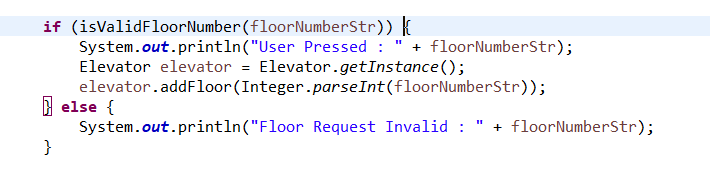 if (isValidFloorNumber(floorNumberStr)) {
System.out.println("User Pressed : " + floorNumberStr);
Elevator elevator = Elevator.getInstance();
elevator.addFloor(Integer.parseInt(floorNumberStr));
} else {
System.out.println("Floor Request Invalid : " + floorNumberStr);
}